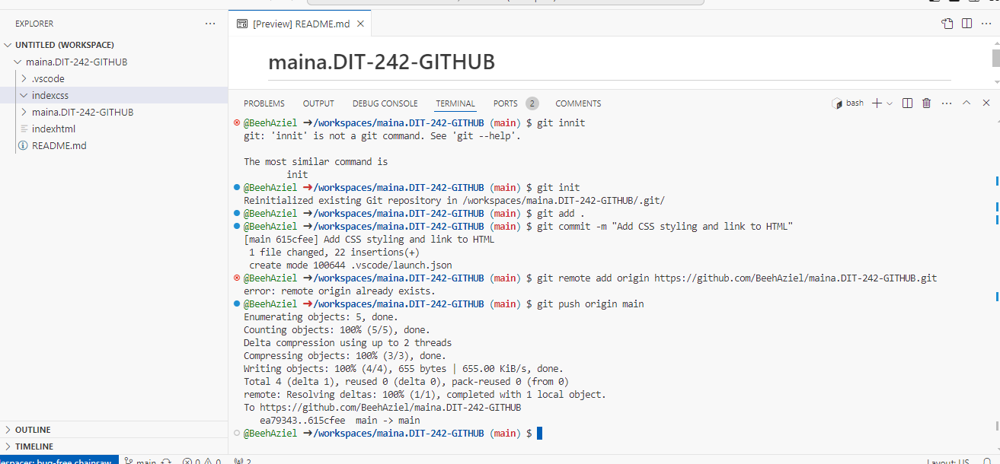 EXPLORER
UNTITLED (WORKSPACE)
maina.DIT-242-GITHUB
.vscode
indexcss
maina.DIT-242-GITHUB
indexhtml
README.md
OUTLINE
TIMELINE
[Preview] README.md
maina.DIT-242-GITHUB
PROBLEMS OUTPUT DEBUG CONSOLE TERMINAL PORTS 2 COMMENTS
bash
@BeehAziel ➜/workspaces/maina.DIT-242-GITHUB (main) $ git innit
git: 'innit' is not a git command. See 'git --help'.
The most similar command is
init
@BeehAziel ➜/workspaces/maina.DIT-242-GITHUB (main) $ git init
Reinitialized existing Git repository in /workspaces/maina.DIT-242-GITHUB/.git/
@BeehAziel ➜/workspaces/maina.DIT-242-GITHUB (main) $ git add .
@BeehAziel ➜/workspaces/maina.DIT-242-GITHUB (main) $ git commit -m "Add CSS styling and link to HTML"
[main 615cfee] Add CSS styling and link to HTML
1 file changed, 22 insertions(+)
create mode 100644 .vscode/launch.json
@BeehAziel ➜/workspaces/maina.DIT-242-GITHUB (main) $ git remote add origin https://github.com/BeehAziel/maina.DIT-242-GITHUB.git
error: remote origin already exists.
@BeehAziel ➜/workspaces/maina.DIT-242-GITHUB (main) $ git push origin main
Enumerating objects: 5, done.
Counting objects: 100% (5/5), done.
Delta compression using up to 2 threads
Compressing objects: 100% (3/3), done.
Writing objects: 100% (4/4), 655 bytes | 655.00 KiB/s, done.
Total 4 (delta 1), reused 0 (delta 0), pack-reused 0 (from 0)
remote: Resolving deltas: 100% (1/1), completed with 1 local object.
To https://github.com/BeehAziel/maina.DIT-242-GITHUB
ea79343..615cfee  main -> main
@BeehAziel ➜/workspaces/maina.DIT-242-GITHUB (main) $
espaces: bug-free chainsaw main 0 0 2 Layout: US